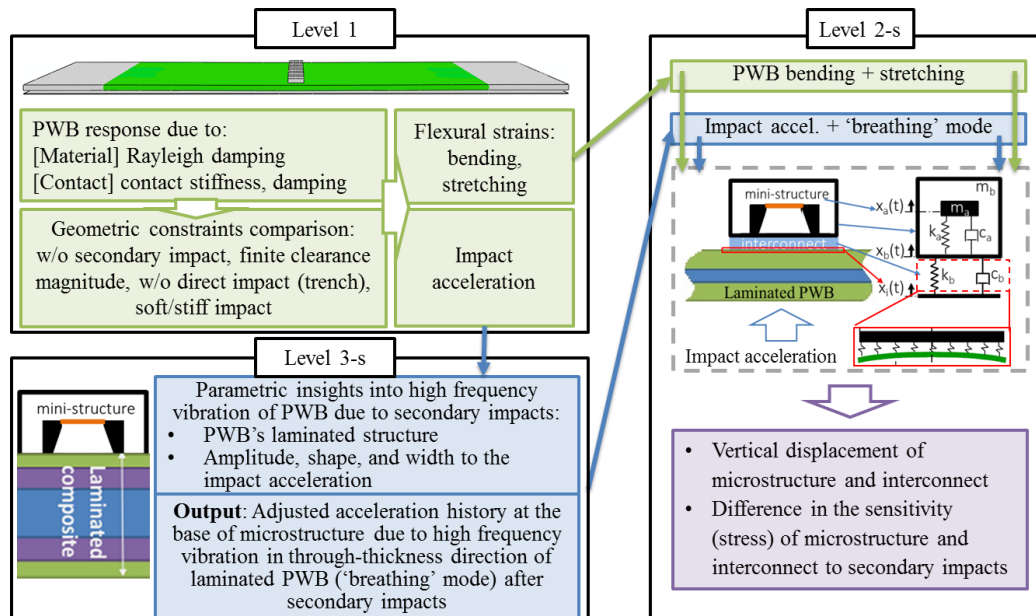 Level 1
PWB response due to:
[Material] Rayleigh damping
[Contact] contact stiffness, damping
Geometric constraints comparison:
w/o secondary impact, finite clearance
magnitude, w/o direct impact (trench),
soft/stiff impact
Flexural strains:
bending,
stretching
Impact
acceleration
Level 3-s
mini-structure
Laminated
composite
Parametric insights into high frequency
vibration of PWB due to secondary impacts:
• PWB's laminated structure
• Amplitude, shape, and width to the
impact acceleration
Output: Adjusted acceleration history at the
base of microstructure due to high frequency
vibration in through-thickness direction of
laminated PWB ('breathing' mode) after
secondary impacts
Level 2-s
PWB bending + stretching
Impact accel. + 'breathing' mode
mini-structure
interconnect
Laminated PWB
Impact acceleration
m_b
x_a(t)
m_a
k_a
c_a
x_b(t)
k_b
c_b
x_i(t)
• Vertical displacement of
microstructure and interconnect
• Difference in the sensitivity
(stress) of microstructure and
interconnect to secondary impacts